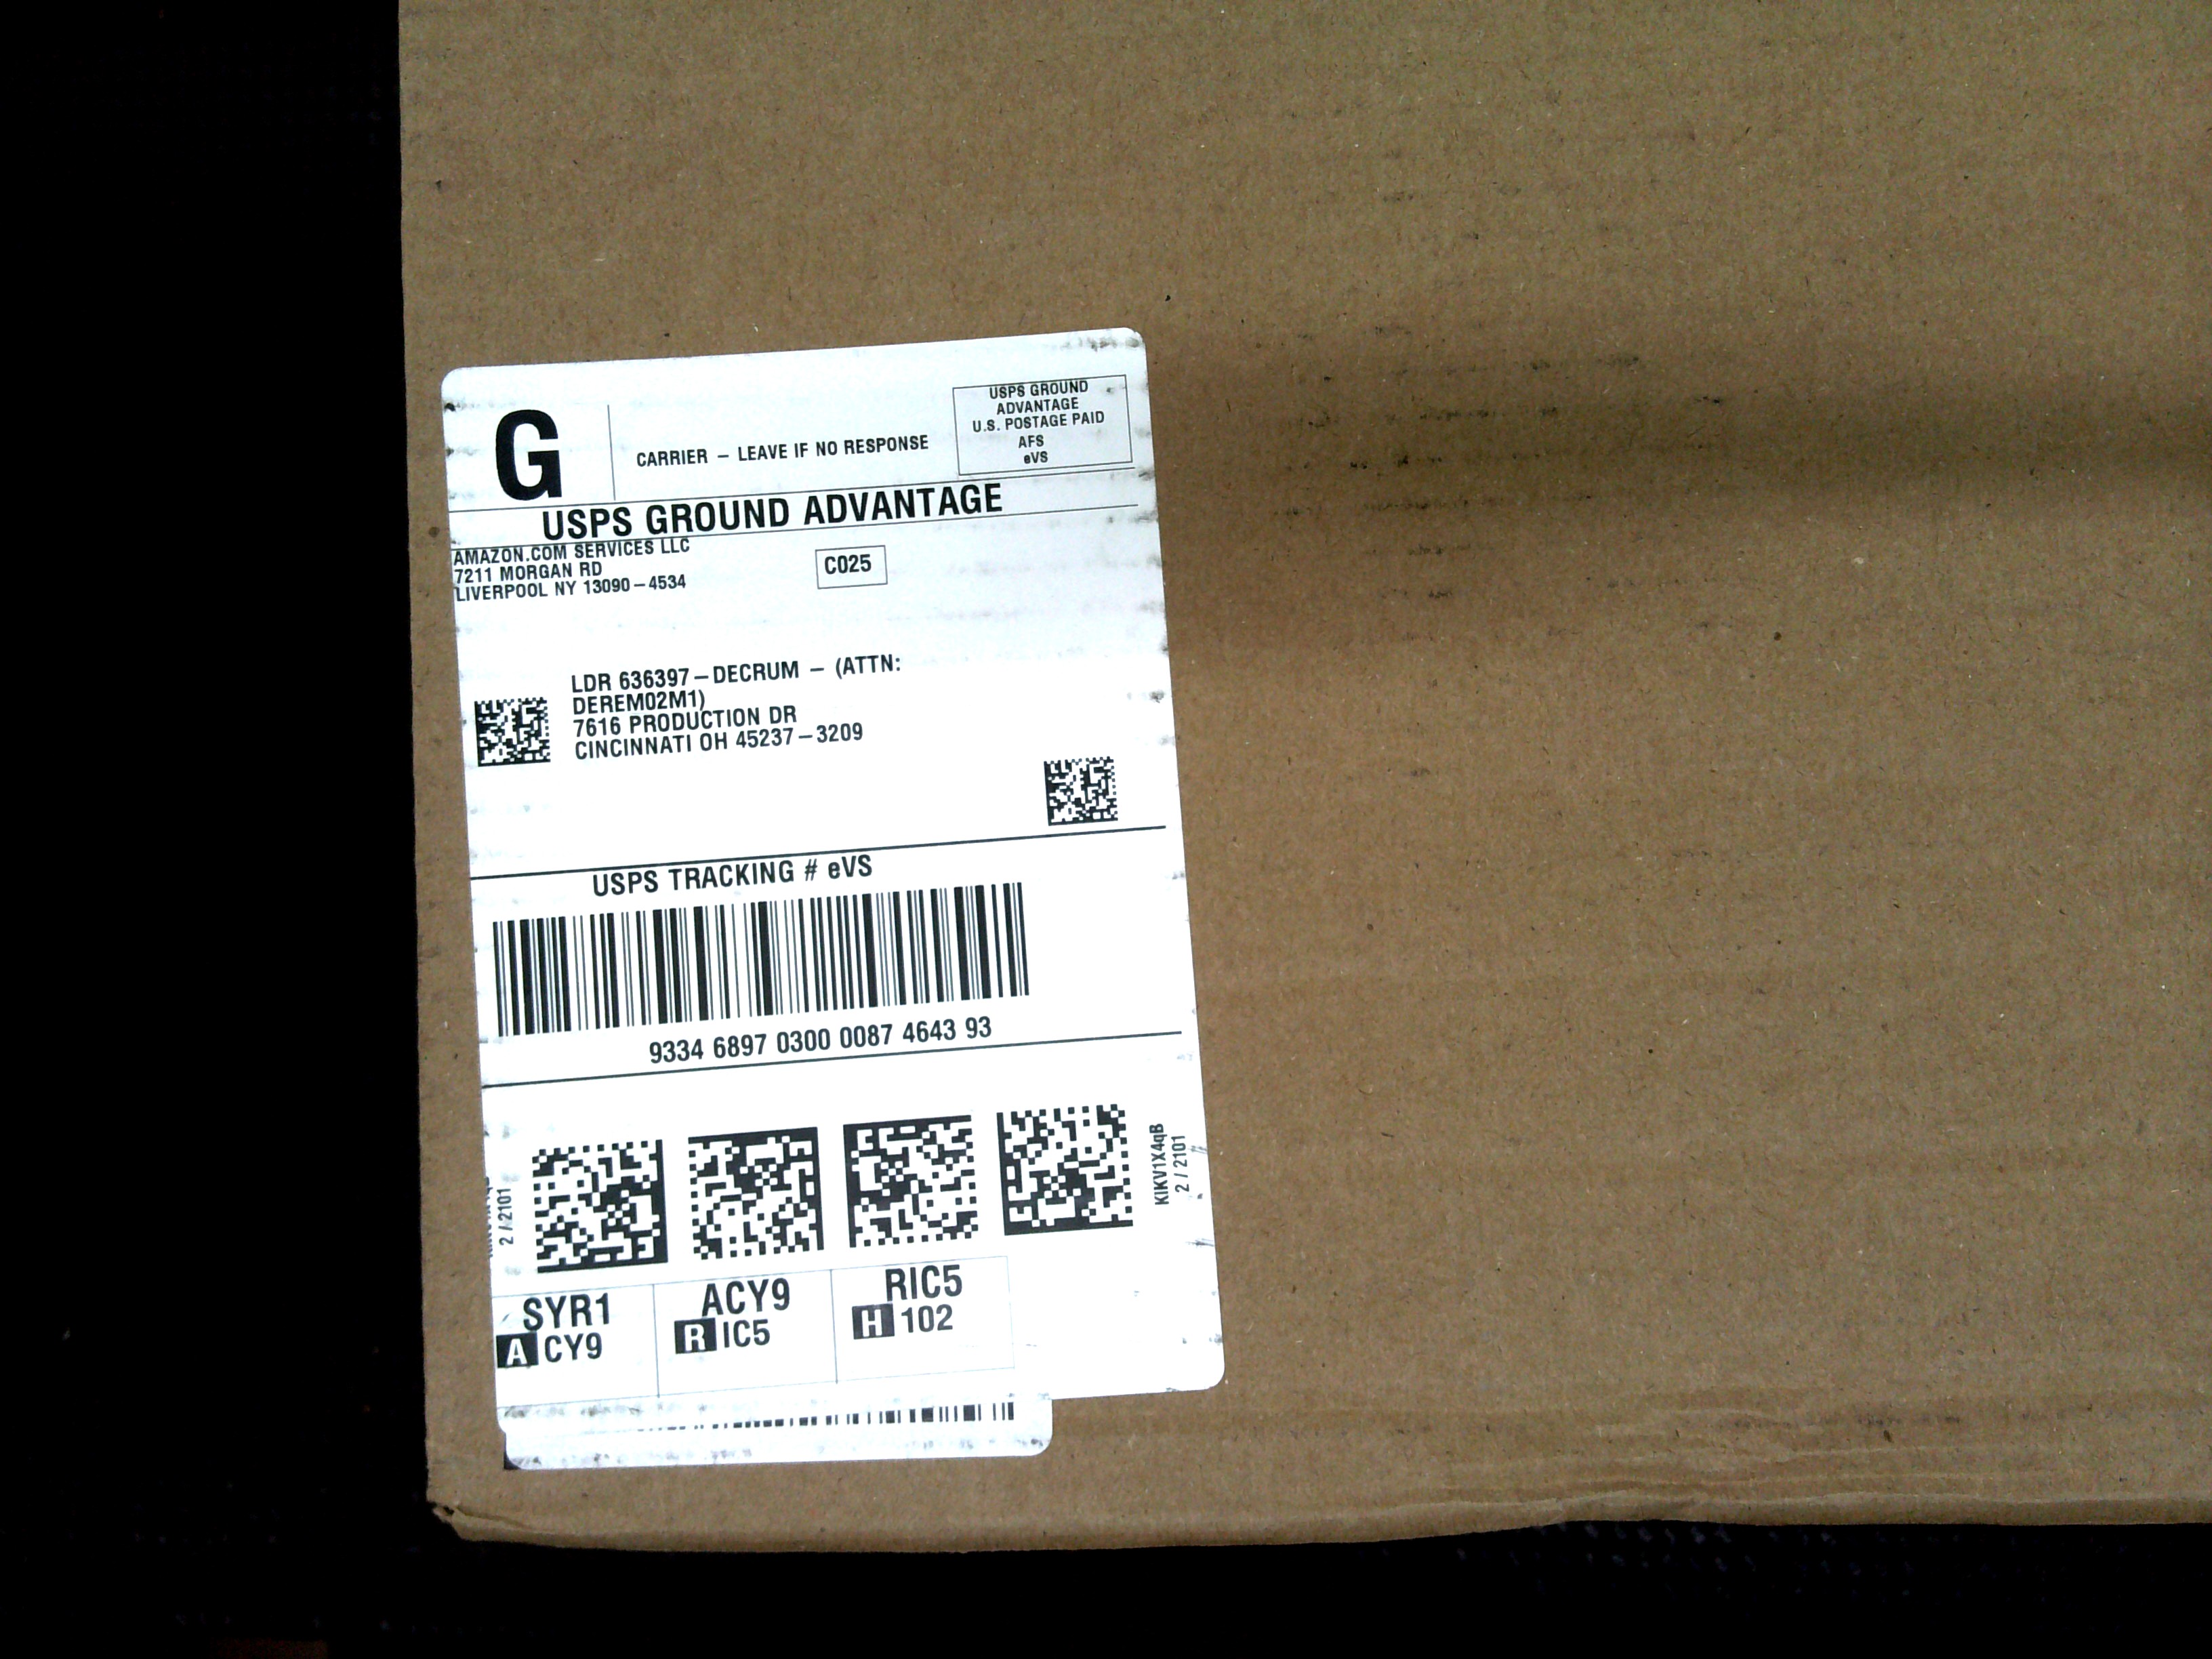 G
CARRIER – LEAVE IF NO RESPONSE
USPS GROUND
ADVANTAGE
U.S. POSTAGE PAID
AFS
eVS
USPS GROUND ADVANTAGE
AMAZON.COM SERVICES LLC
7211 MORGAN RD
LIVERPOOL NY 13090–4534
C025
LDR 636397–DECRUM – (ATTN:
DEREM02M1)
7616 PRODUCTION DR
CINCINNATI OH 45237–3209
USPS TRACKING # eVS
9334 6897 0300 0087 4643 93
2 / 2101
KIKV1X4qB
2 / 2101
SYR1
A CY9
ACY9
R IC5
RIC5
H 102